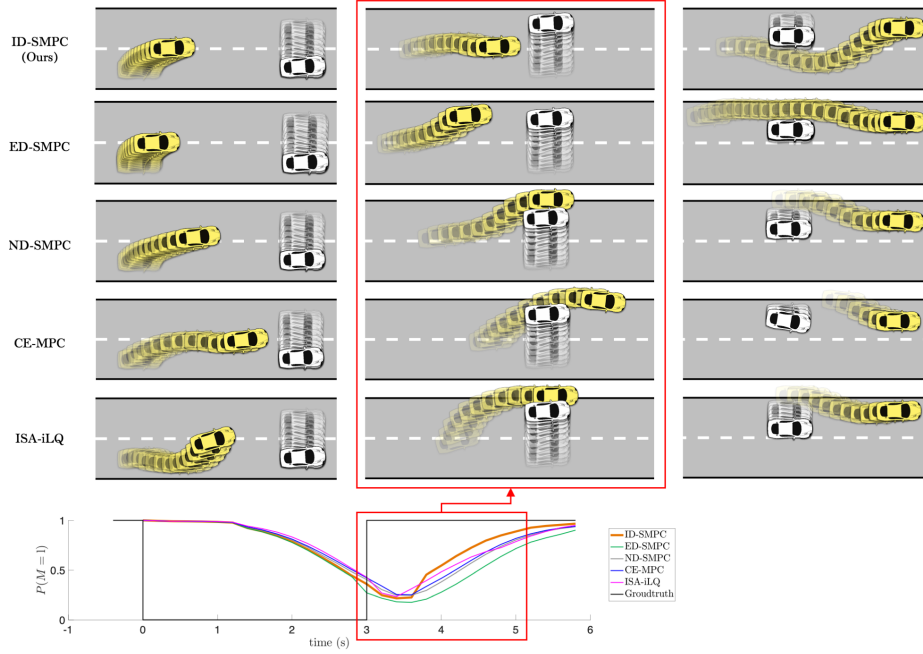 ID-SMPC
(Ours)
ED-SMPC
ND-SMPC
CE-MPC
ISA-iLQ
P(M = 1)
1
0.5
0
-1
0
1
2
3
4
5
6
time (s)
ID-SMPC
ED-SMPC
ND-SMPC
CE-MPC
ISA-iLQ
Groudtruth